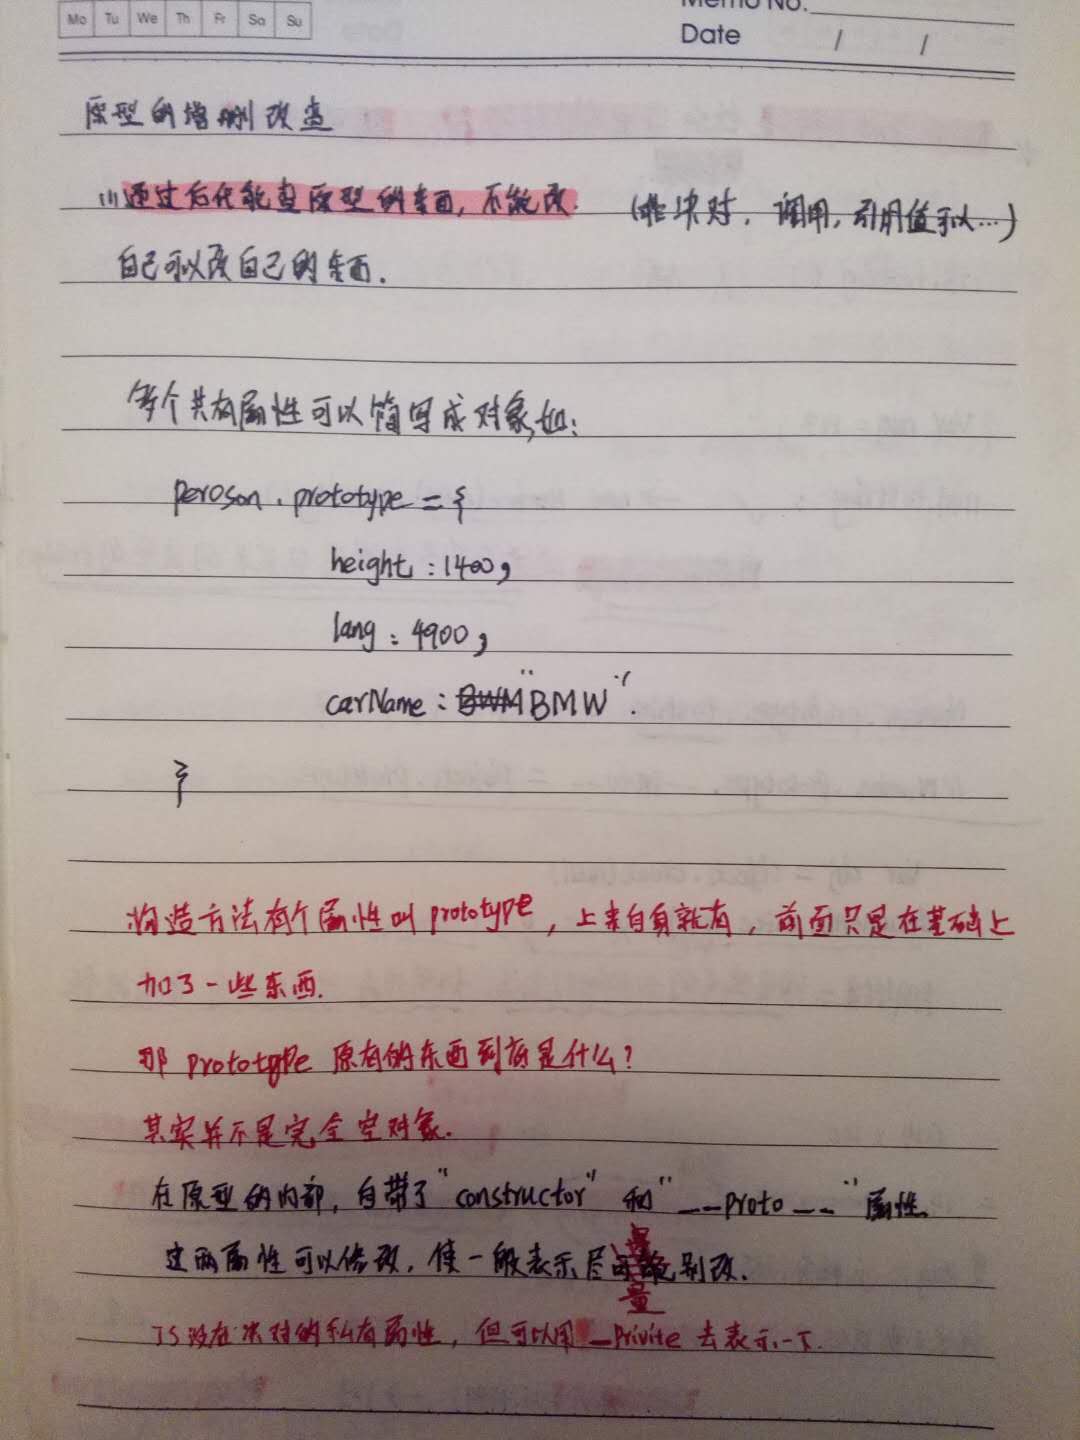 Mo Tu We Th Fr Sa Su
Memo No.
Date / /
原型的增删改查
(1)通过后代能查原型的东西,不能改. (绝对,调用,引用值可以…)
自己可以改自己的东西.
多个共有属性可以简写成对象,如:
peroson.prototype={
height:1400,
lang:4900,
carName: "BMW".
}
构造方法有个属性叫prototype,上来自身就有,前面只是在基础上
加了一些东西.
那prototype原有的东西到底是什么?
其实并不是完全空对象.
在原型的内部,自带了"constructor"和"__proto__"属性.
这两属性可以修改,但一般表示尽量别改.
JS没有绝对的私有属性,但可以用_Privite去表示一下.